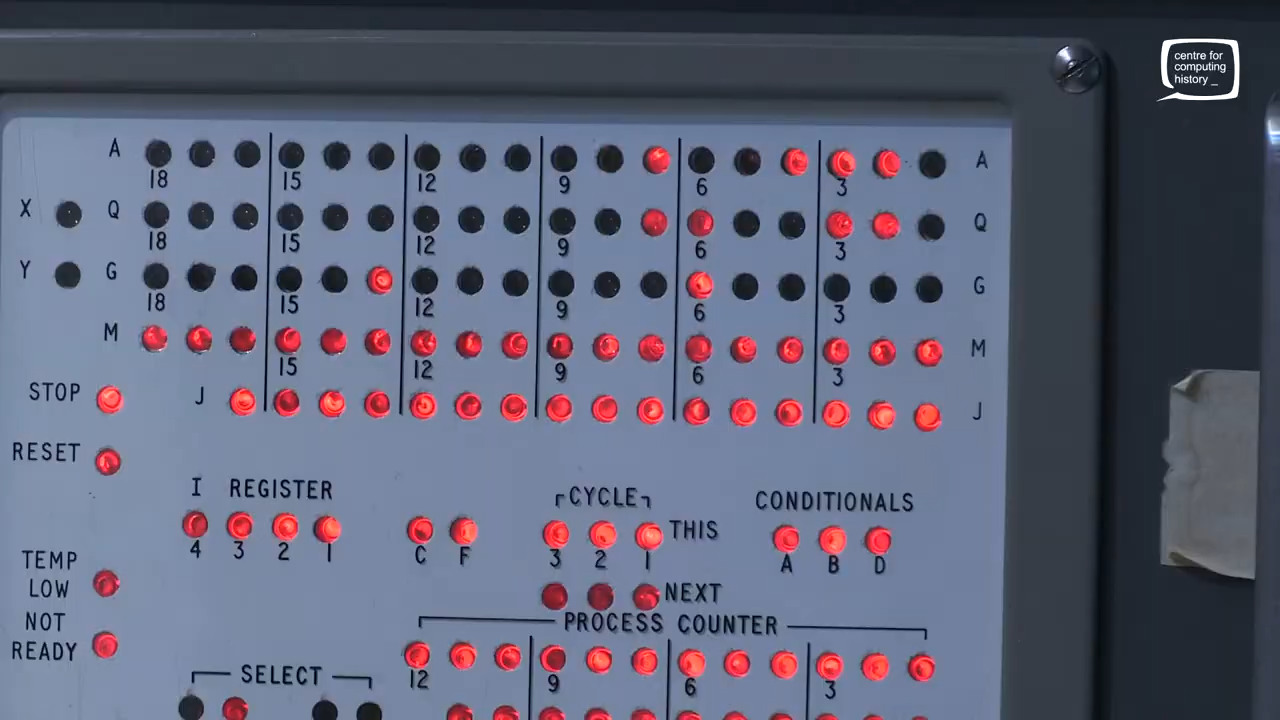 centre for
computing
history _
A A
18 15 12 9 6 3
X Q Q
18 15 12 9 6 3
Y G G
18 15 12 9 6 3
M M
15 12 9 6 3
STOP J J
RESET
I REGISTER
4 3 2 1
C F
CYCLE
THIS
3 2 1
NEXT
CONDITIONALS
A B D
TEMP
LOW
NOT
READY
PROCESS COUNTER
12 9 6 3
SELECT